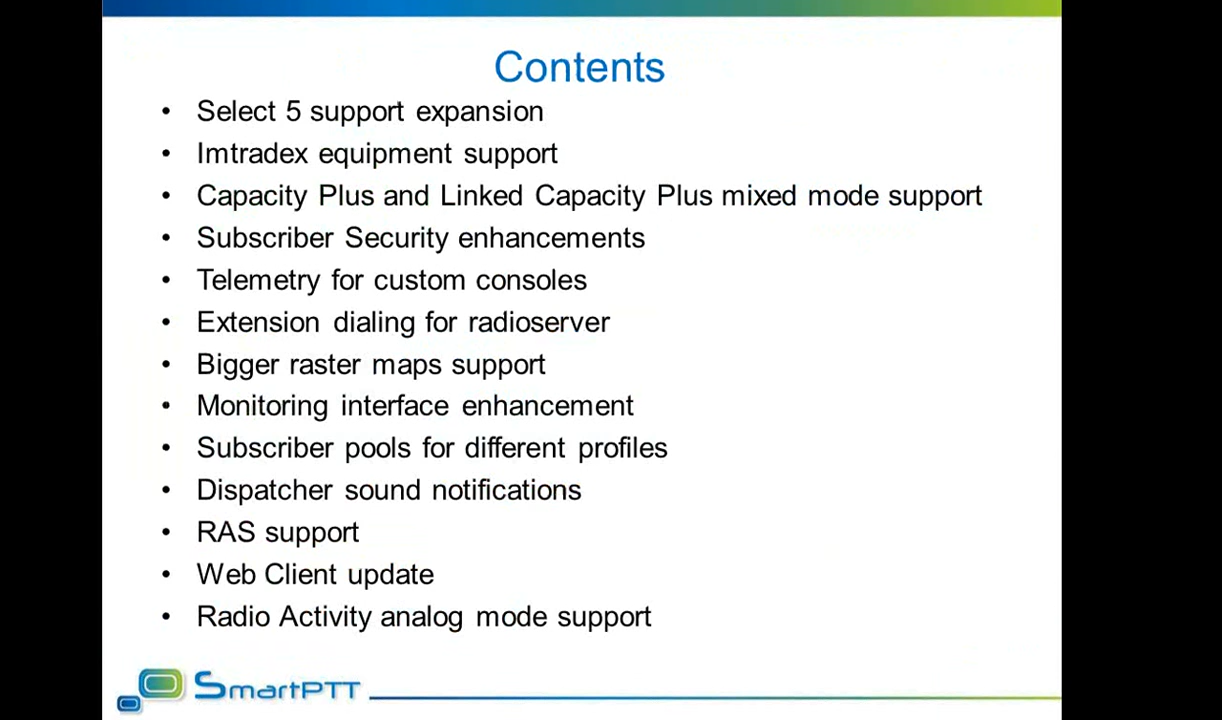 Contents
• Select 5 support expansion
• Imtradex equipment support
• Capacity Plus and Linked Capacity Plus mixed mode support
• Subscriber Security enhancements
• Telemetry for custom consoles
• Extension dialing for radioserver
• Bigger raster maps support
• Monitoring interface enhancement
• Subscriber pools for different profiles
• Dispatcher sound notifications
• RAS support
• Web Client update
• Radio Activity analog mode support
SmartPTT